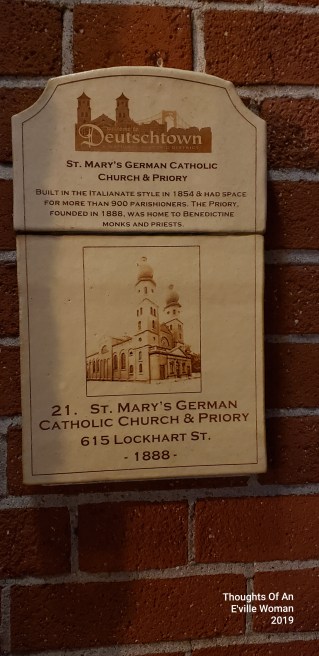 Welcome to
Deutschtown
St. Mary's German Catholic
Church & Priory
Built in the Italianate style in 1854 & had space
for more than 900 parishioners. The Priory,
founded in 1888, was home to Benedictine
monks and priests.
21. St. Mary's German
Catholic Church & Priory
615 Lockhart St.
- 1888 -
Thoughts Of An
E'ville Woman
2019